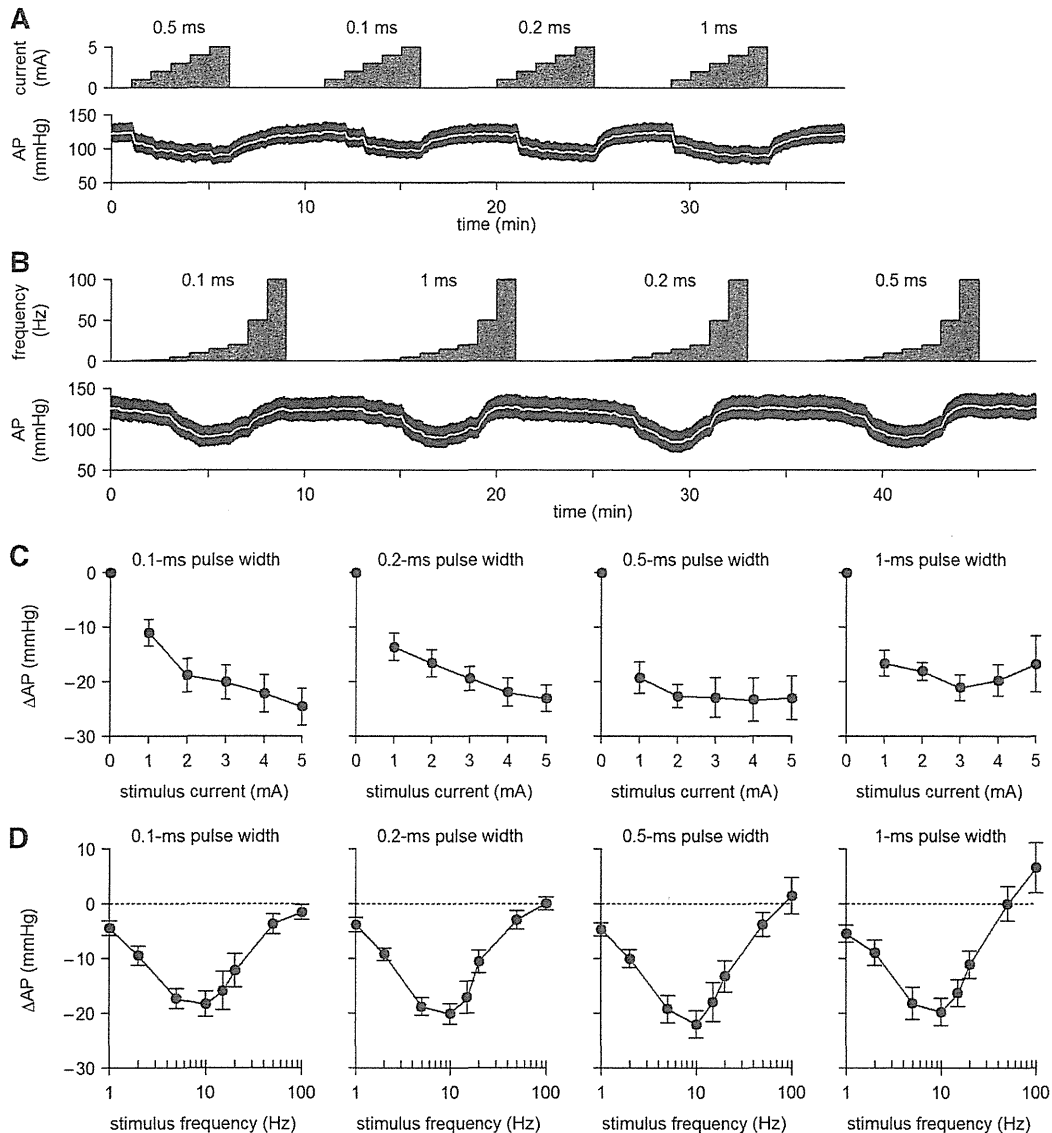 A
0.5 ms 0.1 ms 0.2 ms 1 ms
current (mA)
5
0
AP (mmHg)
150
100
50
0 10 20 30
time (min)
B
0.1 ms 1 ms 0.2 ms 0.5 ms
frequency (Hz)
100
50
0
AP (mmHg)
150
100
50
0 10 20 30 40
time (min)
C
0.1-ms pulse width 0.2-ms pulse width 0.5-ms pulse width 1-ms pulse width
ΔAP (mmHg)
0
−10
−20
−30
0 1 2 3 4 5 0 1 2 3 4 5 0 1 2 3 4 5 0 1 2 3 4 5
stimulus current (mA) stimulus current (mA) stimulus current (mA) stimulus current (mA)
D
0.1-ms pulse width 0.2-ms pulse width 0.5-ms pulse width 1-ms pulse width
ΔAP (mmHg)
10
0
−10
−20
−30
1 10 100 1 10 100 1 10 100 1 10 100
stimulus frequency (Hz) stimulus frequency (Hz) stimulus frequency (Hz) stimulus frequency (Hz)